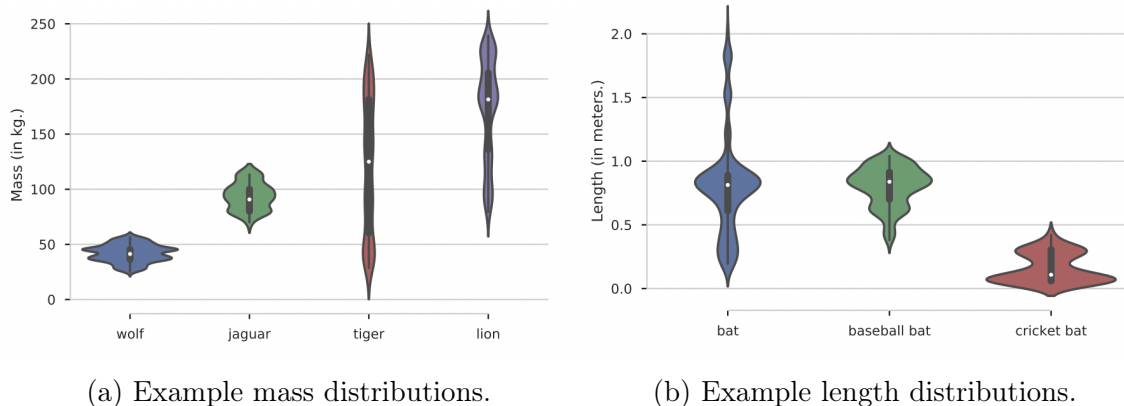 250
200
150
100
50
0
Mass (in kg.)
wolf jaguar tiger lion
(a) Example mass distributions.
2.0
1.5
1.0
0.5
0.0
Length (in meters.)
bat baseball bat cricket bat
(b) Example length distributions.